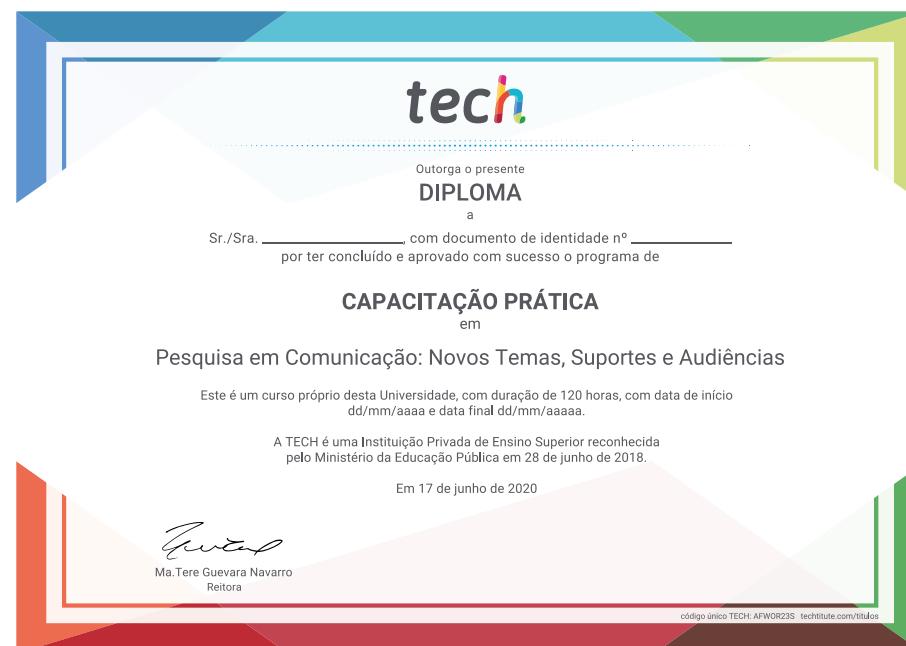 tech
Outorga o presente
DIPLOMA
a
Sr./Sra. ________________, com documento de identidade nº ____________
por ter concluído e aprovado com sucesso o programa de
CAPACITAÇÃO PRÁTICA
em
Pesquisa em Comunicação: Novos Temas, Suportes e Audiências
Este é um curso próprio desta Universidade, com duração de 120 horas, com data de início
dd/mm/aaaa e data final dd/mm/aaaaa.
A TECH é uma Instituição Privada de Ensino Superior reconhecida
pelo Ministério da Educação Pública em 28 de junho de 2018.
Em 17 de junho de 2020
Ma.Tere Guevara Navarro
Reitora
código único TECH: AFWOR23S techtitute.com/titulos